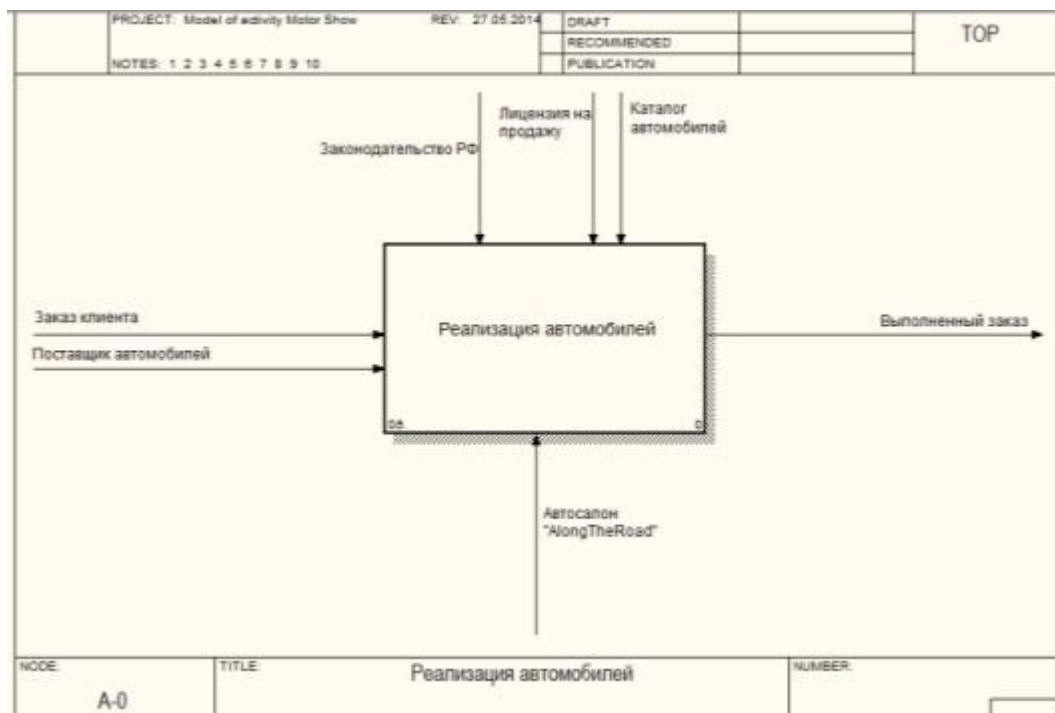 PROJECT: Model of activity Motor Show REV: 27.05.2014 DRAFT
TOP
RECOMMENDED
NOTES: 1 2 3 4 5 6 7 8 9 10 PUBLICATION
Лицензия на
продажу
Каталог
автомобилей
Законодательство РФ
Заказ клиента
Поставщик автомобилей
Реализация автомобилей
Выполненный заказ
0
Автосалон
"AlongTheRoad"
NODE: TITLE: Реализация автомобилей NUMBER:
A-0